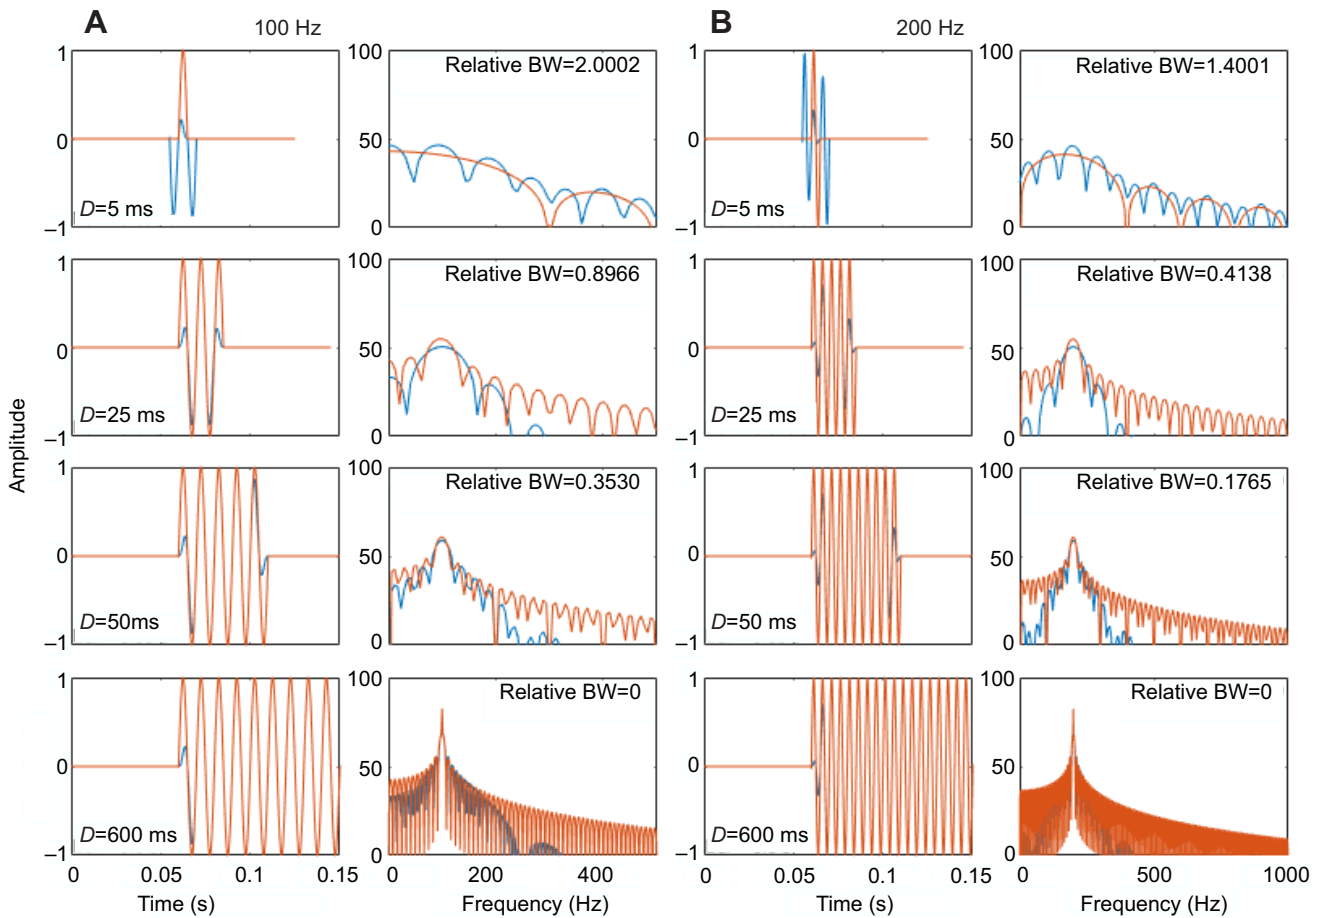 A 100 Hz B 200 Hz
1 100 Relative BW=2.0002 1 100 Relative BW=1.4001
0 50 0 50
D=5 ms D=5 ms
–1 0 –1 0
1 100 Relative BW=0.8966 1 100 Relative BW=0.4138
0 50 0 50
D=25 ms D=25 ms
–1 0 –1 0
Amplitude
1 100 Relative BW=0.3530 1 100 Relative BW=0.1765
0 50 0 50
D=50ms D=50 ms
–1 0 –1 0
1 100 Relative BW=0 1 100 Relative BW=0
0 50 0 50
D=600 ms D=600 ms
–1 0 –1 0
0 0.05 0.1 0.15 0 200 400 0 0.05 0.1 0.15 0 500 1000
Time (s) Frequency (Hz) Time (s) Frequency (Hz)